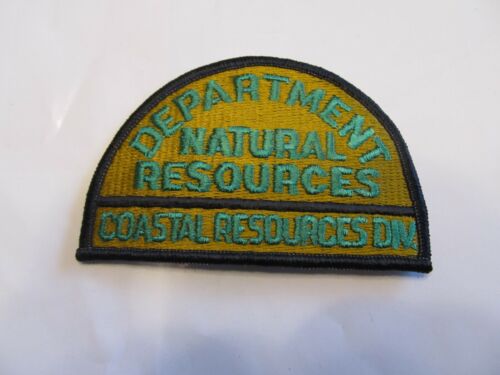 DEPARTMENT
NATURAL
RESOURCES
COASTAL RESOURCES DIV.